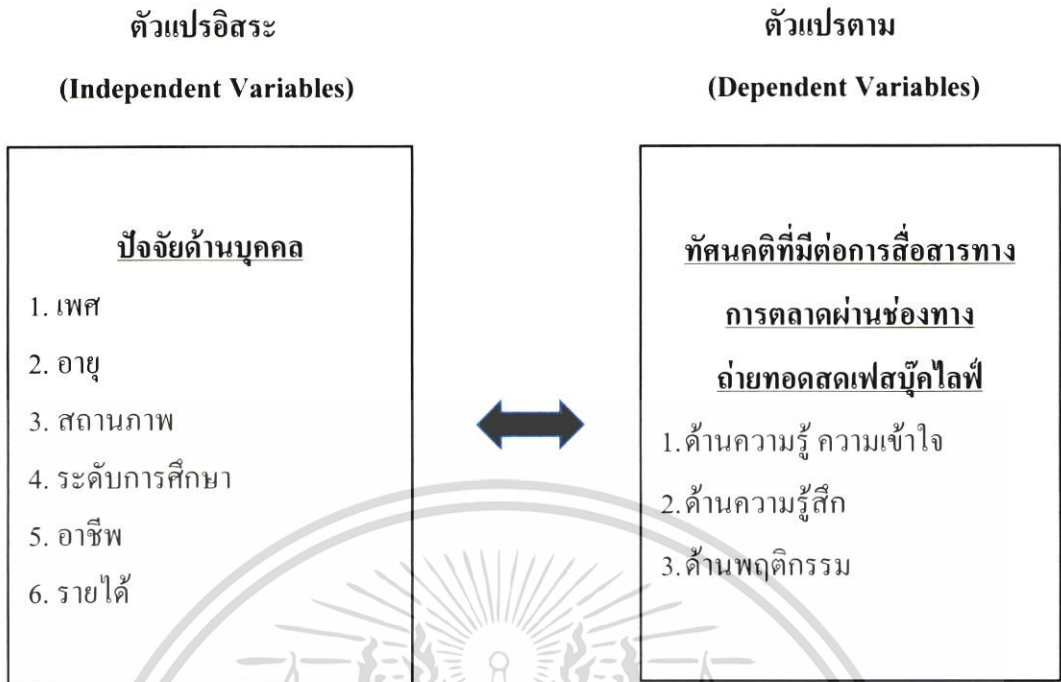 ตัวแปรอิสระ
(Independent Variables)
ปัจจัยด้านบุคคล
1. เพศ
2. อายุ
3. สถานภาพ
4. ระดับการศึกษา
5. อาชีพ
6. รายได้
ตัวแปรตาม
(Dependent Variables)
ทัศนคติที่มีต่อการสื่อสารทาง
การตลาดผ่านช่องทาง
ถ่ายทอดสดเฟสบุ๊คไลฟ์
1.ด้านความรู้ ความเข้าใจ
2.ด้านความรู้สึก
3.ด้านพฤติกรรม